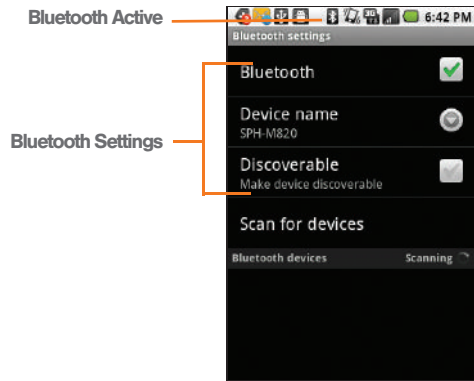 Bluetooth Active
6:42 PM
Bluetooth settings
Bluetooth
Device name
SPH-M820
Bluetooth Settings
Discoverable
Make device discoverable
Scan for devices
Bluetooth devices Scanning